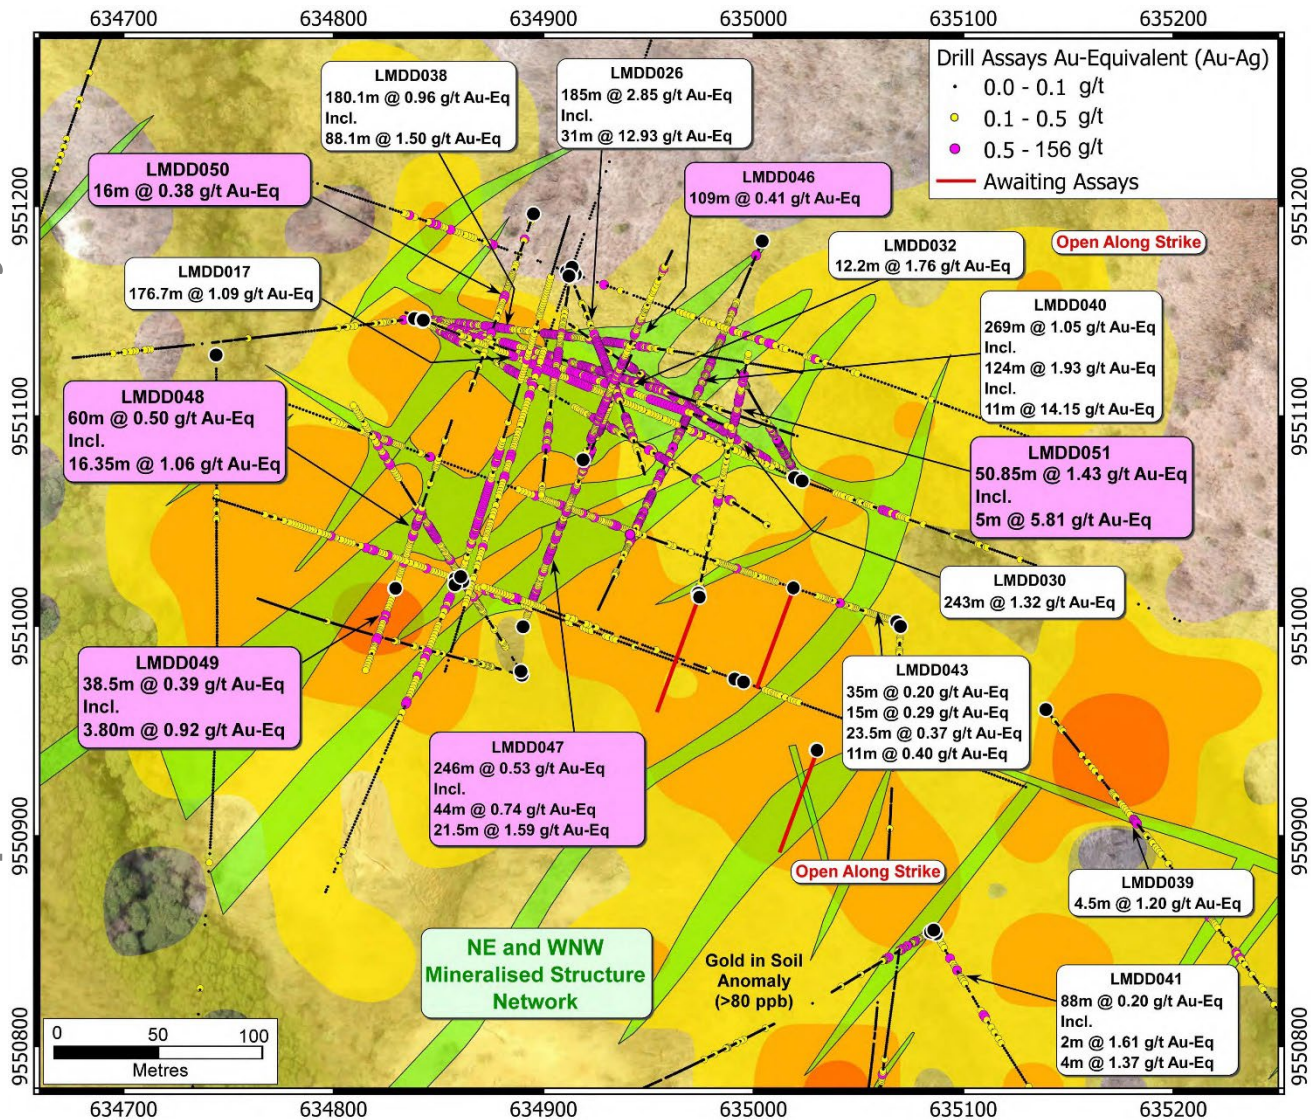 634700 634800 634900 635000 635100 635200
Drill Assays Au-Equivalent (Au-Ag)
0.0 - 0.1 g/t
0.1 - 0.5 g/t
0.5 - 156 g/t
Awaiting Assays
LMDD038
180.1m @ 0.96 g/t Au-Eq
Incl.
88.1m @ 1.50 g/t Au-Eq
LMDD026
185m @ 2.85 g/t Au-Eq
Incl.
31m @ 12.93 g/t Au-Eq
LMDD050
16m @ 0.38 g/t Au-Eq
LMDD046
109m @ 0.41 g/t Au-Eq
9551200
9551200
Open Along Strike
LMDD032
12.2m @ 1.76 g/t Au-Eq
LMDD017
176.7m @ 1.09 g/t Au-Eq
LMDD040
269m @ 1.05 g/t Au-Eq
Incl.
124m @ 1.93 g/t Au-Eq
Incl.
11m @ 14.15 g/t Au-Eq
9551100
9551100
LMDD048
60m @ 0.50 g/t Au-Eq
Incl.
16.35m @ 1.06 g/t Au-Eq
LMDD051
50.85m @ 1.43 g/t Au-Eq
Incl.
5m @ 5.81 g/t Au-Eq
LMDD030
243m @ 1.32 g/t Au-Eq
9551000
9551000
LMDD049
38.5m @ 0.39 g/t Au-Eq
Incl.
3.80m @ 0.92 g/t Au-Eq
LMDD043
35m @ 0.20 g/t Au-Eq
15m @ 0.29 g/t Au-Eq
23.5m @ 0.37 g/t Au-Eq
11m @ 0.40 g/t Au-Eq
LMDD047
246m @ 0.53 g/t Au-Eq
Incl.
44m @ 0.74 g/t Au-Eq
21.5m @ 1.59 g/t Au-Eq
9550900
9550900
Open Along Strike
LMDD039
4.5m @ 1.20 g/t Au-Eq
NE and WNW
Mineralised Structure
Network
Gold in Soil
Anomaly
(>80 ppb)
LMDD041
88m @ 0.20 g/t Au-Eq
Incl.
2m @ 1.61 g/t Au-Eq
4m @ 1.37 g/t Au-Eq
9550800
9550800
0 50 100
Metres
634700 634800 634900 635000 635100 635200